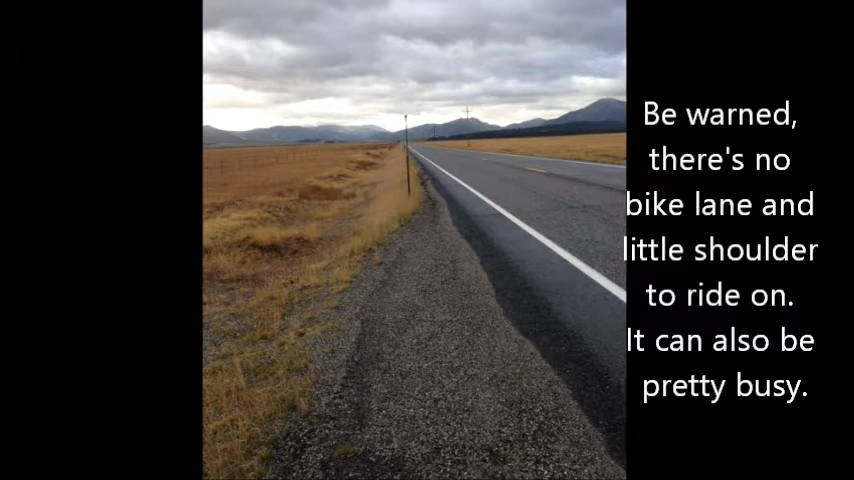 Be warned,
there's no
bike lane and
little shoulder
to ride on.
It can also be
pretty busy.